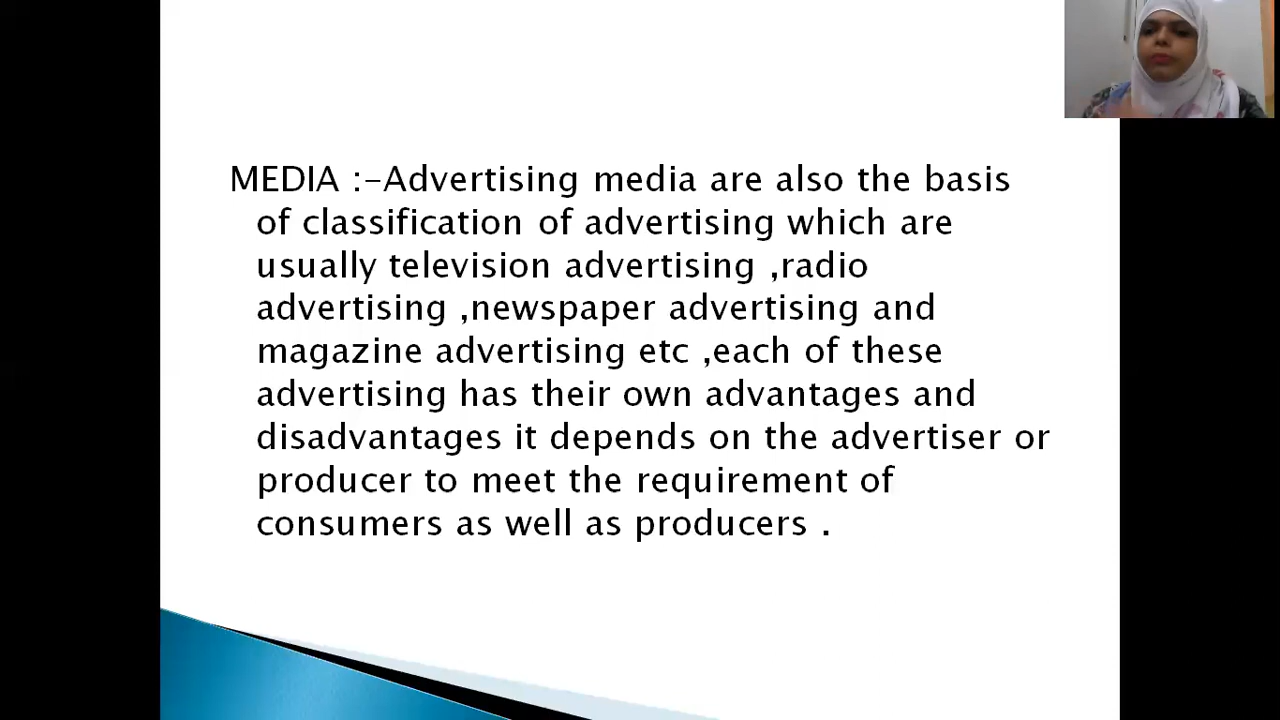 MEDIA :-Advertising media are also the basis
of classification of advertising which are
usually television advertising ,radio
advertising ,newspaper advertising and
magazine advertising etc ,each of these
advertising has their own advantages and
disadvantages it depends on the advertiser or
producer to meet the requirement of
consumers as well as producers .